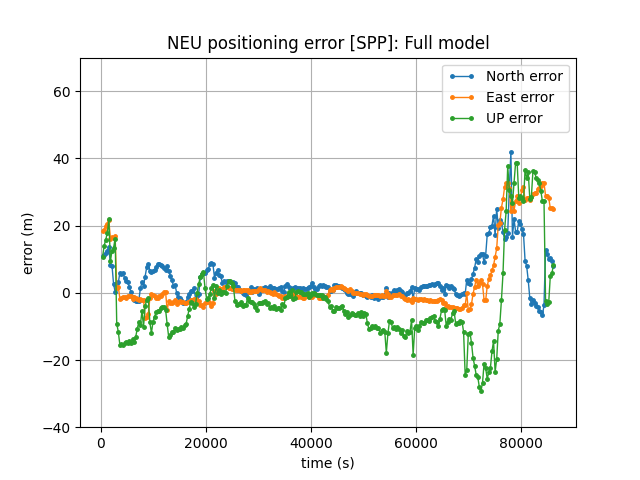 NEU positioning error [SPP]: Full model
North error
East error
UP error
error (m)
60
40
20
0
−20
−40
0 20000 40000 60000 80000
time (s)